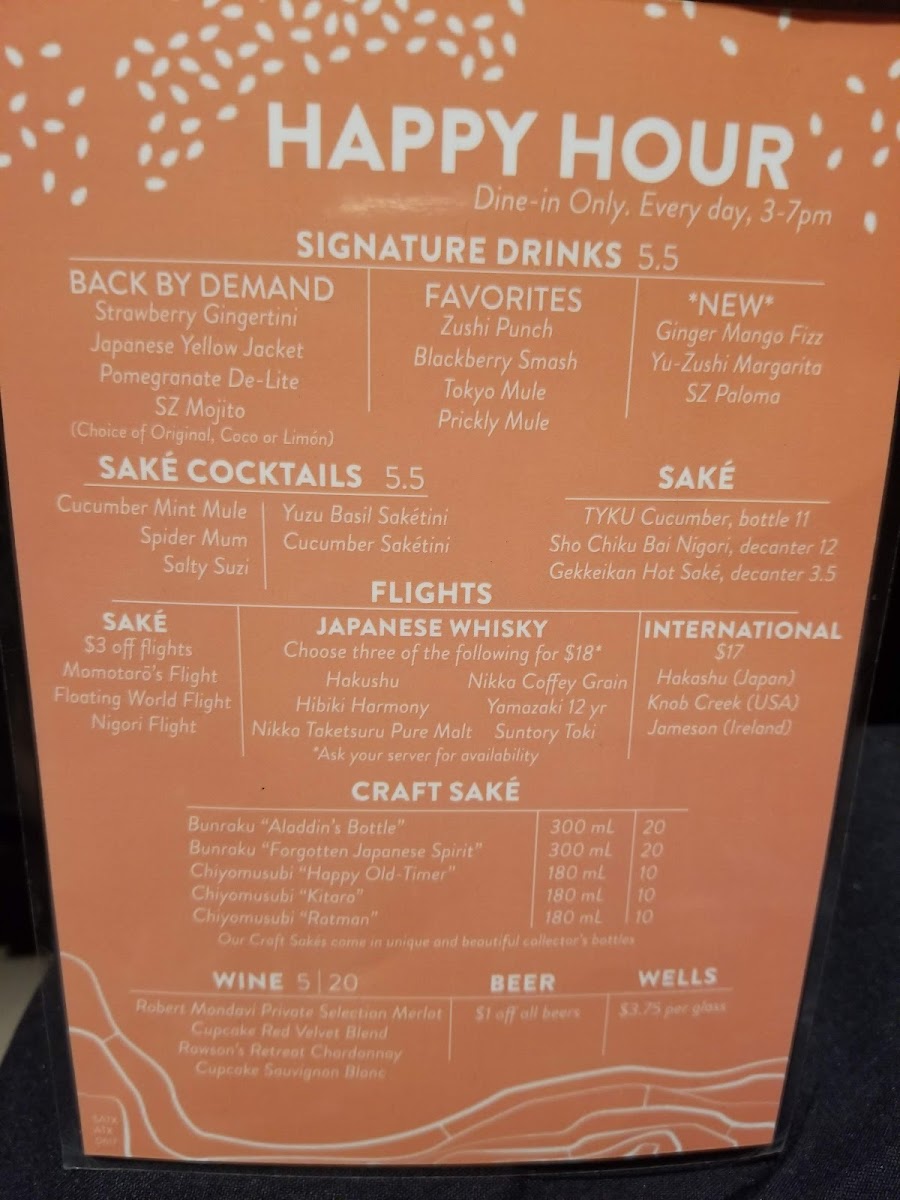 HAPPY HOUR
Dine-in Only. Every day, 3-7pm
SIGNATURE DRINKS 5.5
BACK BY DEMAND
Strawberry Gingertini
Japanese Yellow Jacket
Pomegranate De-Lite
SZ Mojito
(Choice of Original, Coco or Limón)
FAVORITES
Zushi Punch
Blackberry Smash
Tokyo Mule
Prickly Mule
*NEW*
Ginger Mango Fizz
Yu-Zushi Margarita
SZ Paloma
SAKÉ COCKTAILS 5.5
Cucumber Mint Mule
Spider Mum
Salty Suzi
Yuzu Basil Sakétini
Cucumber Sakétini
SAKÉ
TYKU Cucumber, bottle 11
Sho Chiku Bai Nigori, decanter 12
Gekkeikan Hot Saké, decanter 3.5
FLIGHTS
SAKÉ
$3 off flights
Momotarō's Flight
Floating World Flight
Nigori Flight
JAPANESE WHISKY
Choose three of the following for $18*
Hakushu
Hibiki Harmony
Nikka Taketsuru Pure Malt
Nikka Coffey Grain
Yamazaki 12 yr
Suntory Toki
*Ask your server for availability
INTERNATIONAL
$17
Hakashu (Japan)
Knob Creek (USA)
Jameson (Ireland)
CRAFT SAKÉ
Bunraku "Aladdin's Bottle" 300 mL 20
Bunraku "Forgotten Japanese Spirit" 300 mL 20
Chiyomusubi "Happy Old-Timer" 180 mL 10
Chiyomusubi "Kitaro" 180 mL 10
Chiyomusubi "Ratman" 180 mL 10
Our Craft Sakés come in unique and beautiful collector's bottles
WINE 5 | 20
Robert Mondavi Private Selection Merlot
Cupcake Red Velvet Blend
Rawson's Retreat Chardonnay
Cupcake Sauvignon Blanc
BEER
$1 off all beers
WELLS
$3.75 per glass
SATX
ATX